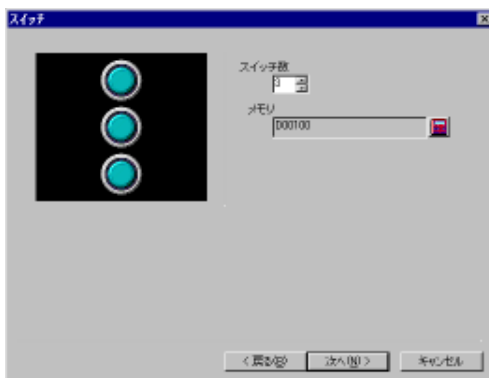 スイッチ
スイッチ数
3
メモリ
D00100
< 戻る(B)
次へ(N) >
キャンセル